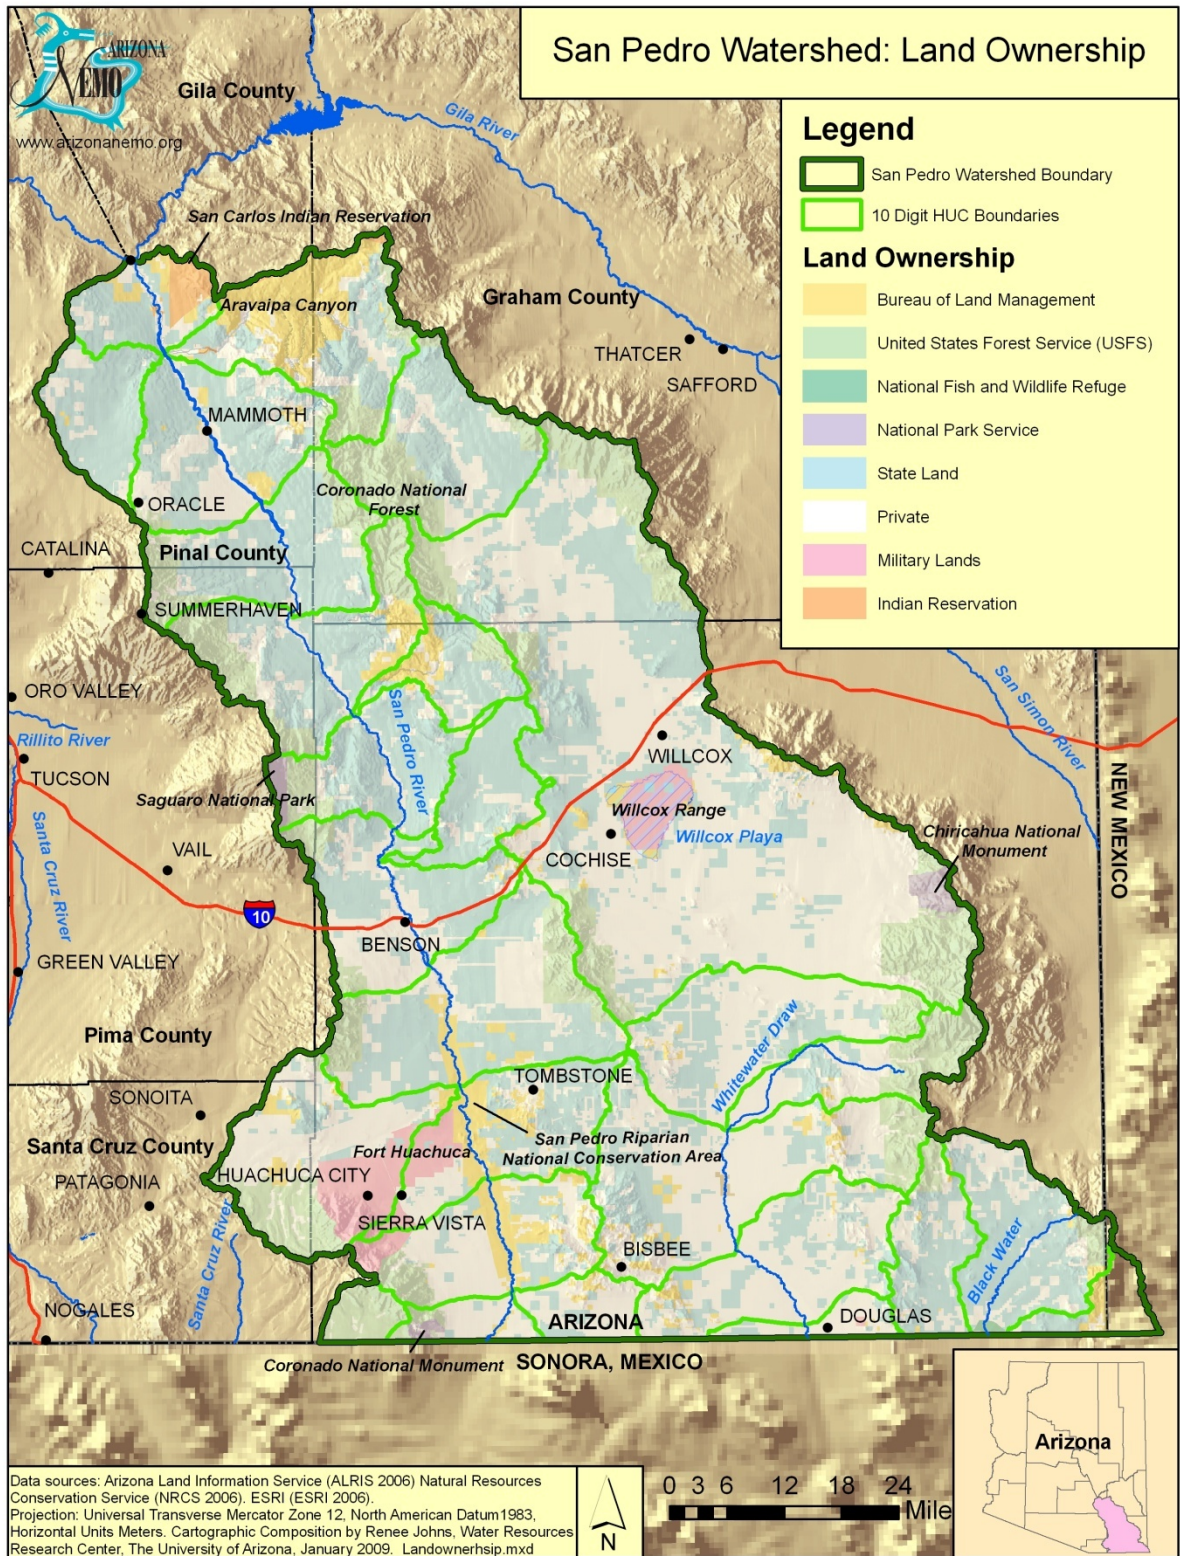 San Pedro Watershed: Land Ownership
ARIZONA
NEMO
www.arizonanemo.org
Legend
San Pedro Watershed Boundary
10 Digit HUC Boundaries
Land Ownership
Bureau of Land Management
United States Forest Service (USFS)
National Fish and Wildlife Refuge
National Park Service
State Land
Private
Military Lands
Indian Reservation
Gila County
Gila River
San Carlos Indian Reservation
Aravaipa Canyon
Graham County
THATCER
SAFFORD
MAMMOTH
Coronado National
Forest
ORACLE
CATALINA
Pinal County
SUMMERHAVEN
ORO VALLEY
San Pedro River
San Simon River
Rillito River
TUCSON
WILLCOX
Saguaro National Park
Willcox Range
Willcox Playa
NEW MEXICO
Santa Cruz River
VAIL
COCHISE
Chiricahua National
Monument
10
BENSON
GREEN VALLEY
Pima County
Whitewater Draw
TOMBSTONE
SONOITA
San Pedro Riparian
National Conservation Area
Santa Cruz County
Fort Huachuca
HUACHUCA CITY
PATAGONIA
SIERRA VISTA
Santa Cruz River
BISBEE
Black Water
NOGALES
ARIZONA
DOUGLAS
Coronado National Monument
SONORA, MEXICO
Arizona
Data sources: Arizona Land Information Service (ALRIS 2006) Natural Resources
Conservation Service (NRCS 2006). ESRI (ESRI 2006).
Projection: Universal Transverse Mercator Zone 12, North American Datum1983,
Horizontal Units Meters. Cartographic Composition by Renee Johns, Water Resources
Research Center, The University of Arizona, January 2009. Landownerhsip.mxd
N
0 3 6 12 18 24
Mile